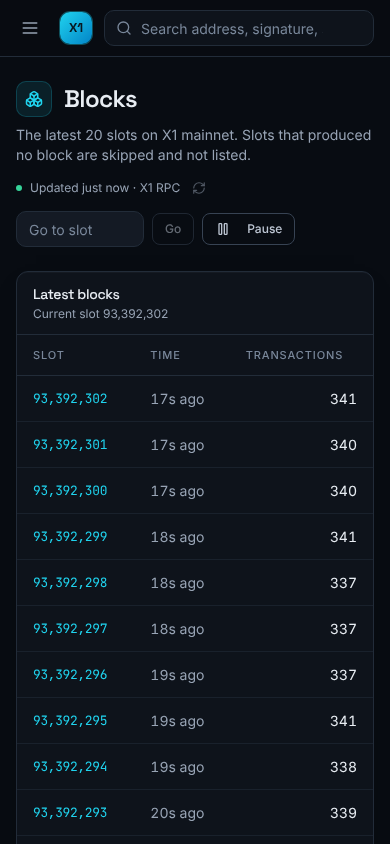 X1
Search address, signature,
Blocks
The latest 20 slots on X1 mainnet. Slots that produced
no block are skipped and not listed.
Updated just now · X1 RPC
Go to slot
Go
Pause
Latest blocks
Current slot 93,392,302
SLOT TIME TRANSACTIONS
93,392,302 17s ago 341
93,392,301 17s ago 340
93,392,300 17s ago 340
93,392,299 18s ago 341
93,392,298 18s ago 337
93,392,297 18s ago 337
93,392,296 19s ago 337
93,392,295 19s ago 341
93,392,294 19s ago 338
93,392,293 20s ago 339